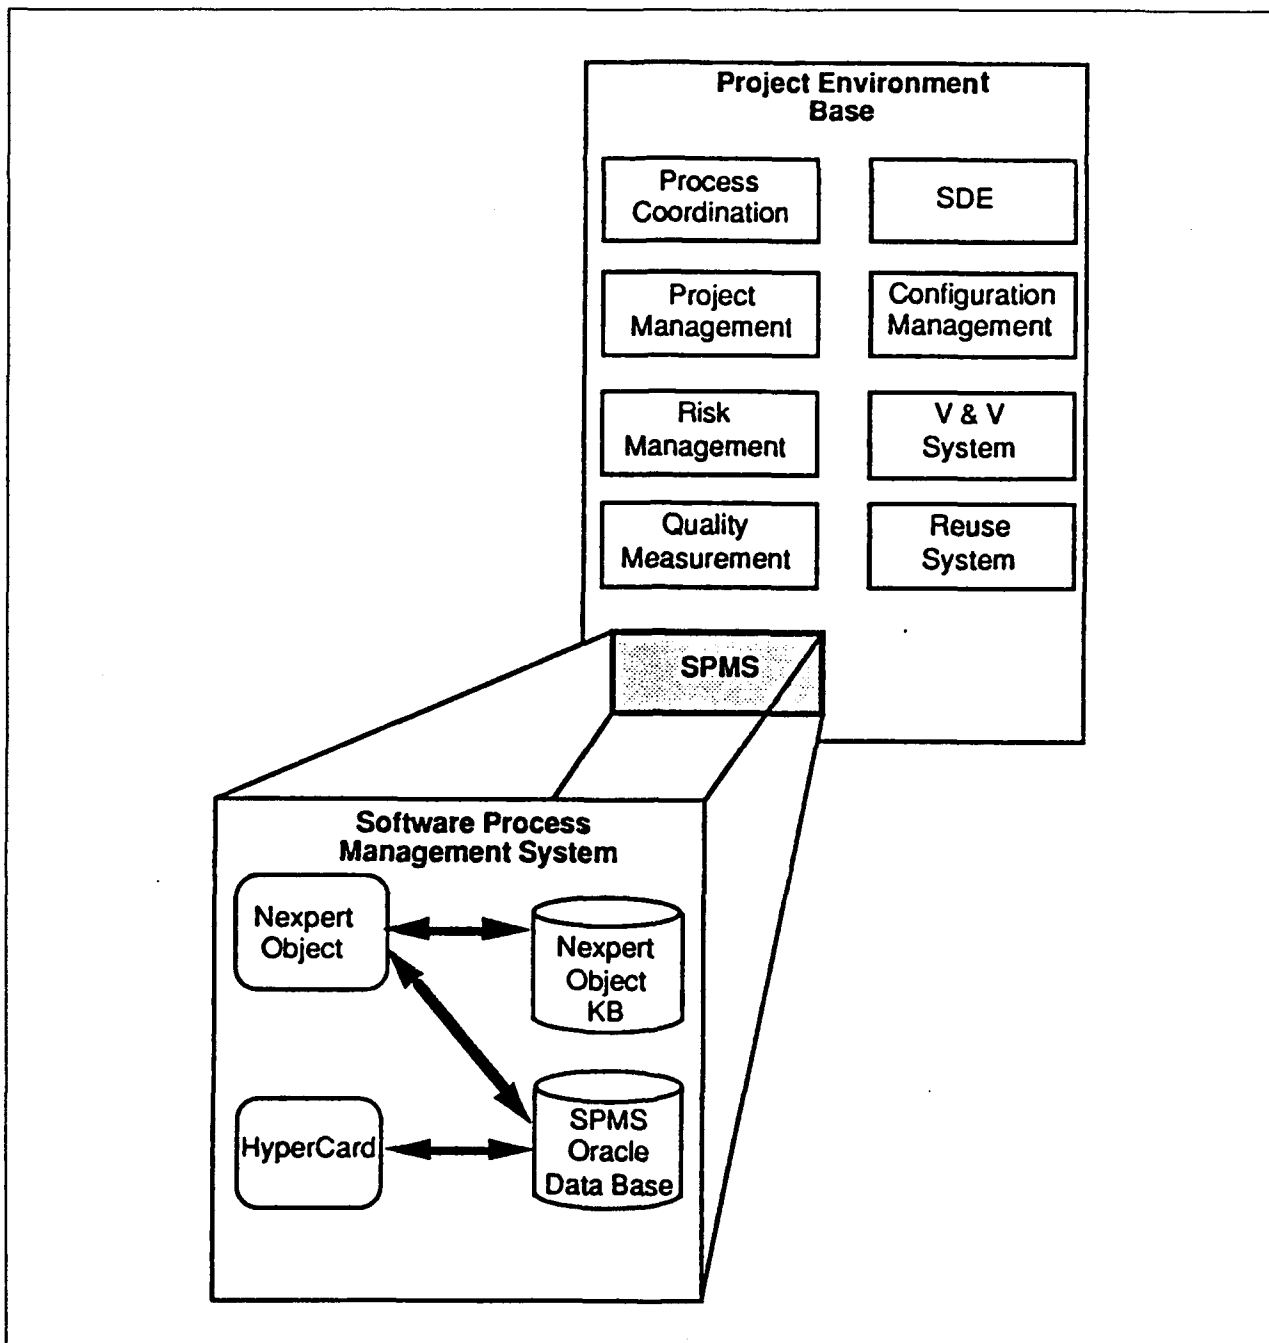 Project Environment
Base
Process
Coordination
SDE
Project
Management
Configuration
Management
Risk
Management
V & V
System
Quality
Measurement
Reuse
System
SPMS
Software Process
Management System
Nexpert
Object
Nexpert
Object
KB
HyperCard
SPMS
Oracle
Data Base